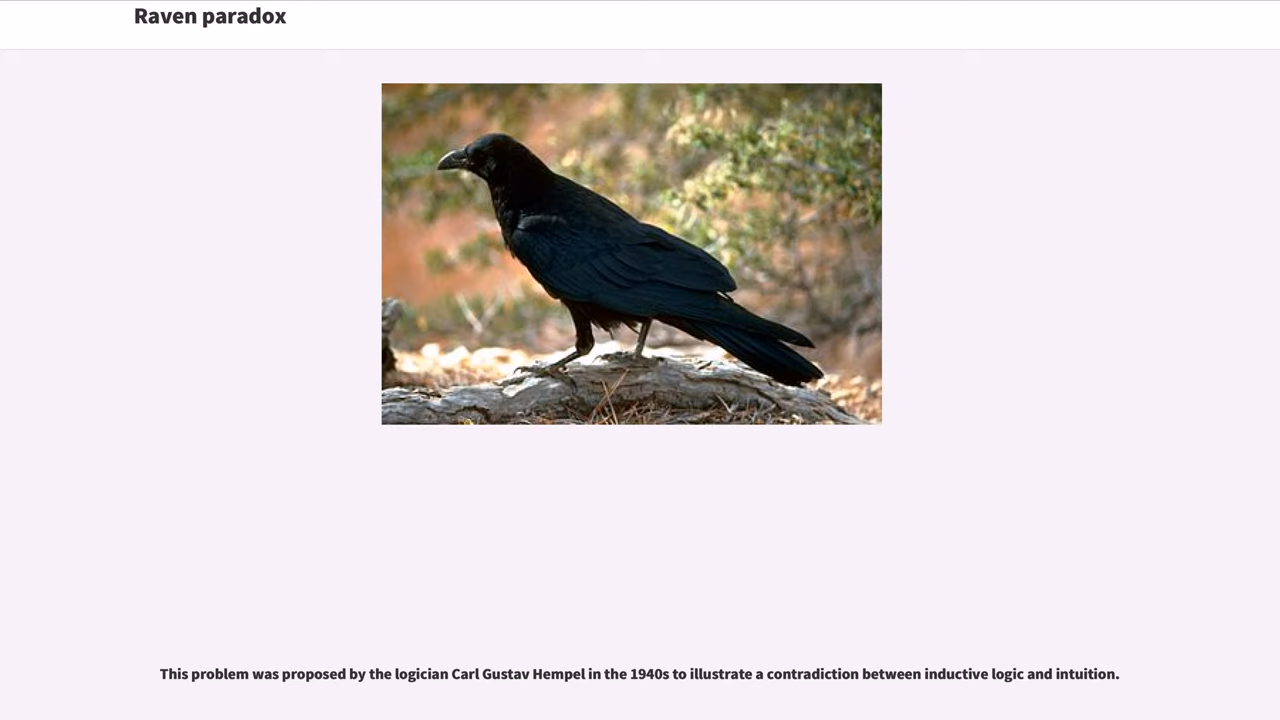 Raven paradox
This problem was proposed by the logician Carl Gustav Hempel in the 1940s to illustrate a contradiction between inductive logic and intuition.